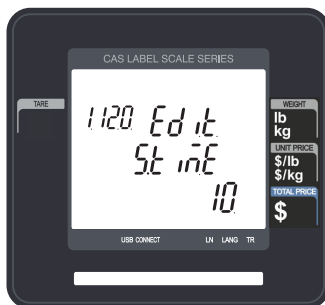 CAS LABEL SCALE SERIES
TARE
WEIGHT
lb
kg
1120 Edit
UNIT PRICE
$/lb
$/kg
St.imE
TOTAL PRICE
$
10
USB CONNECT LN LANG TR